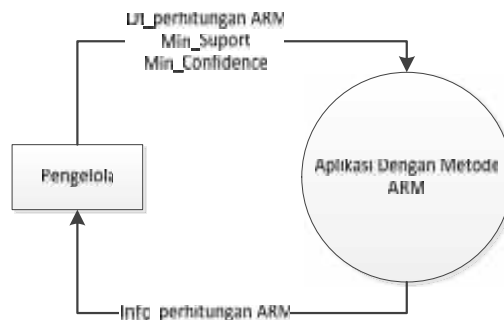 Dt_perhitungan ARM
Min_Suport
Min_Confidence
Pengelola
Aplikasi Dengan Metode
ARM
Info_perhitungan ARM